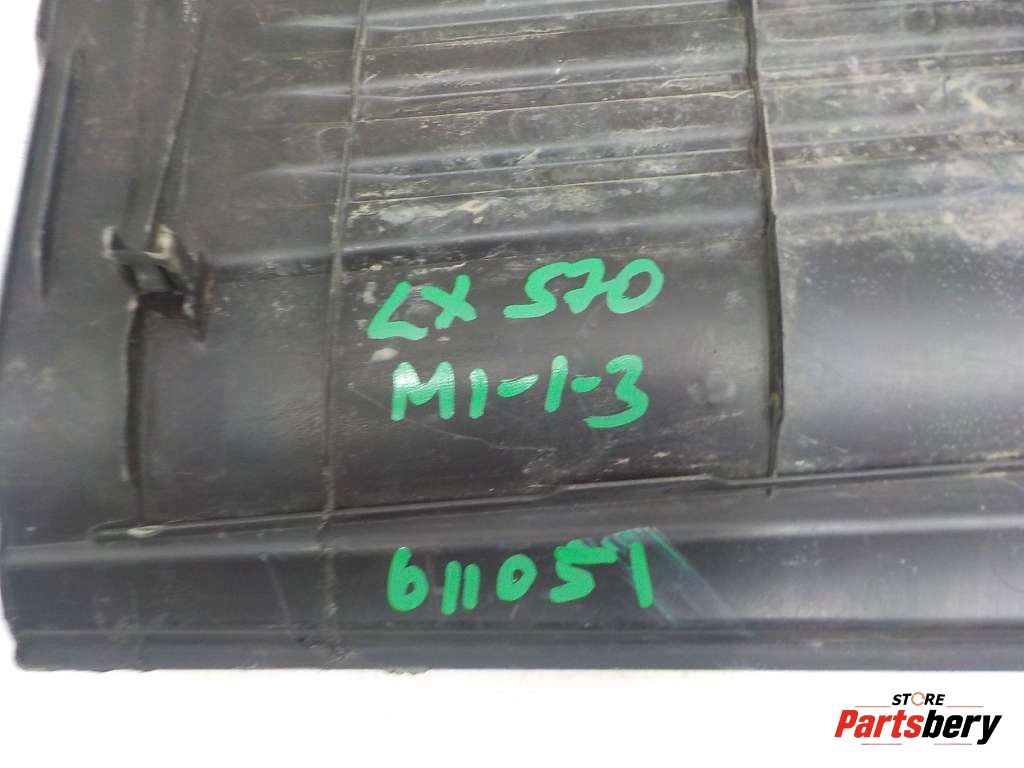 LX 570
M1-1-3
611051
STORE
Partsbery